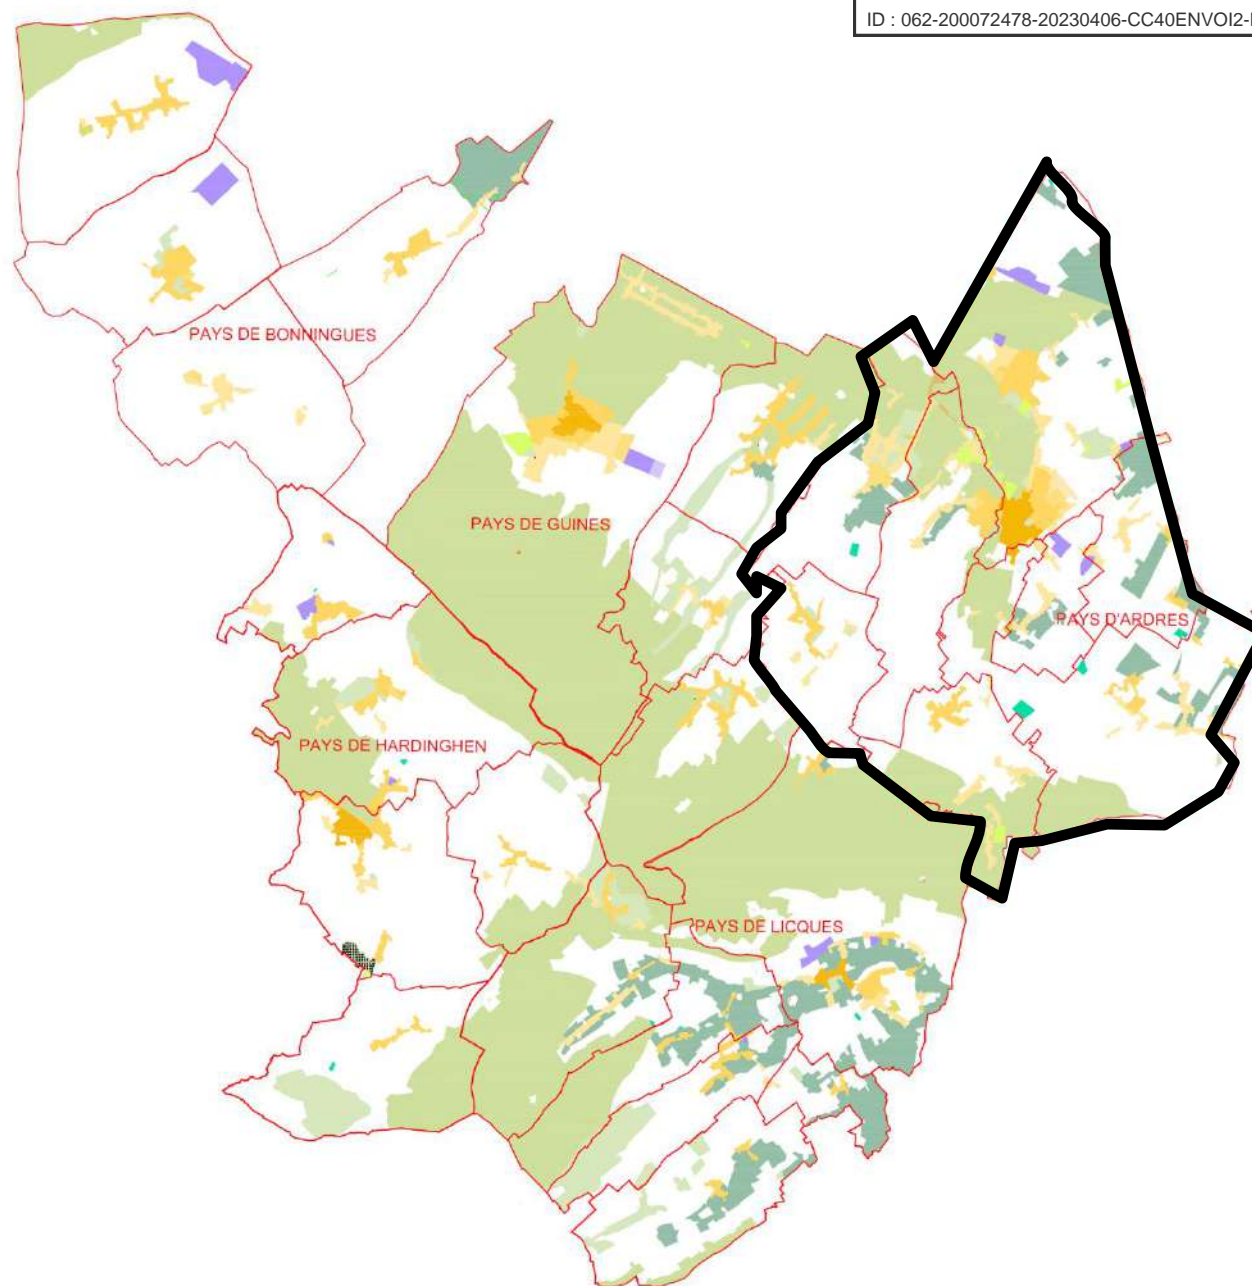 ID : 062-200072478-20230406-CC40ENVOI2-
PAYS DE BONNINGUES
PAYS DE GUINES
PAYS D'ARDRES
PAYS DE HARDINGHEN
PAYS DE LICQUES